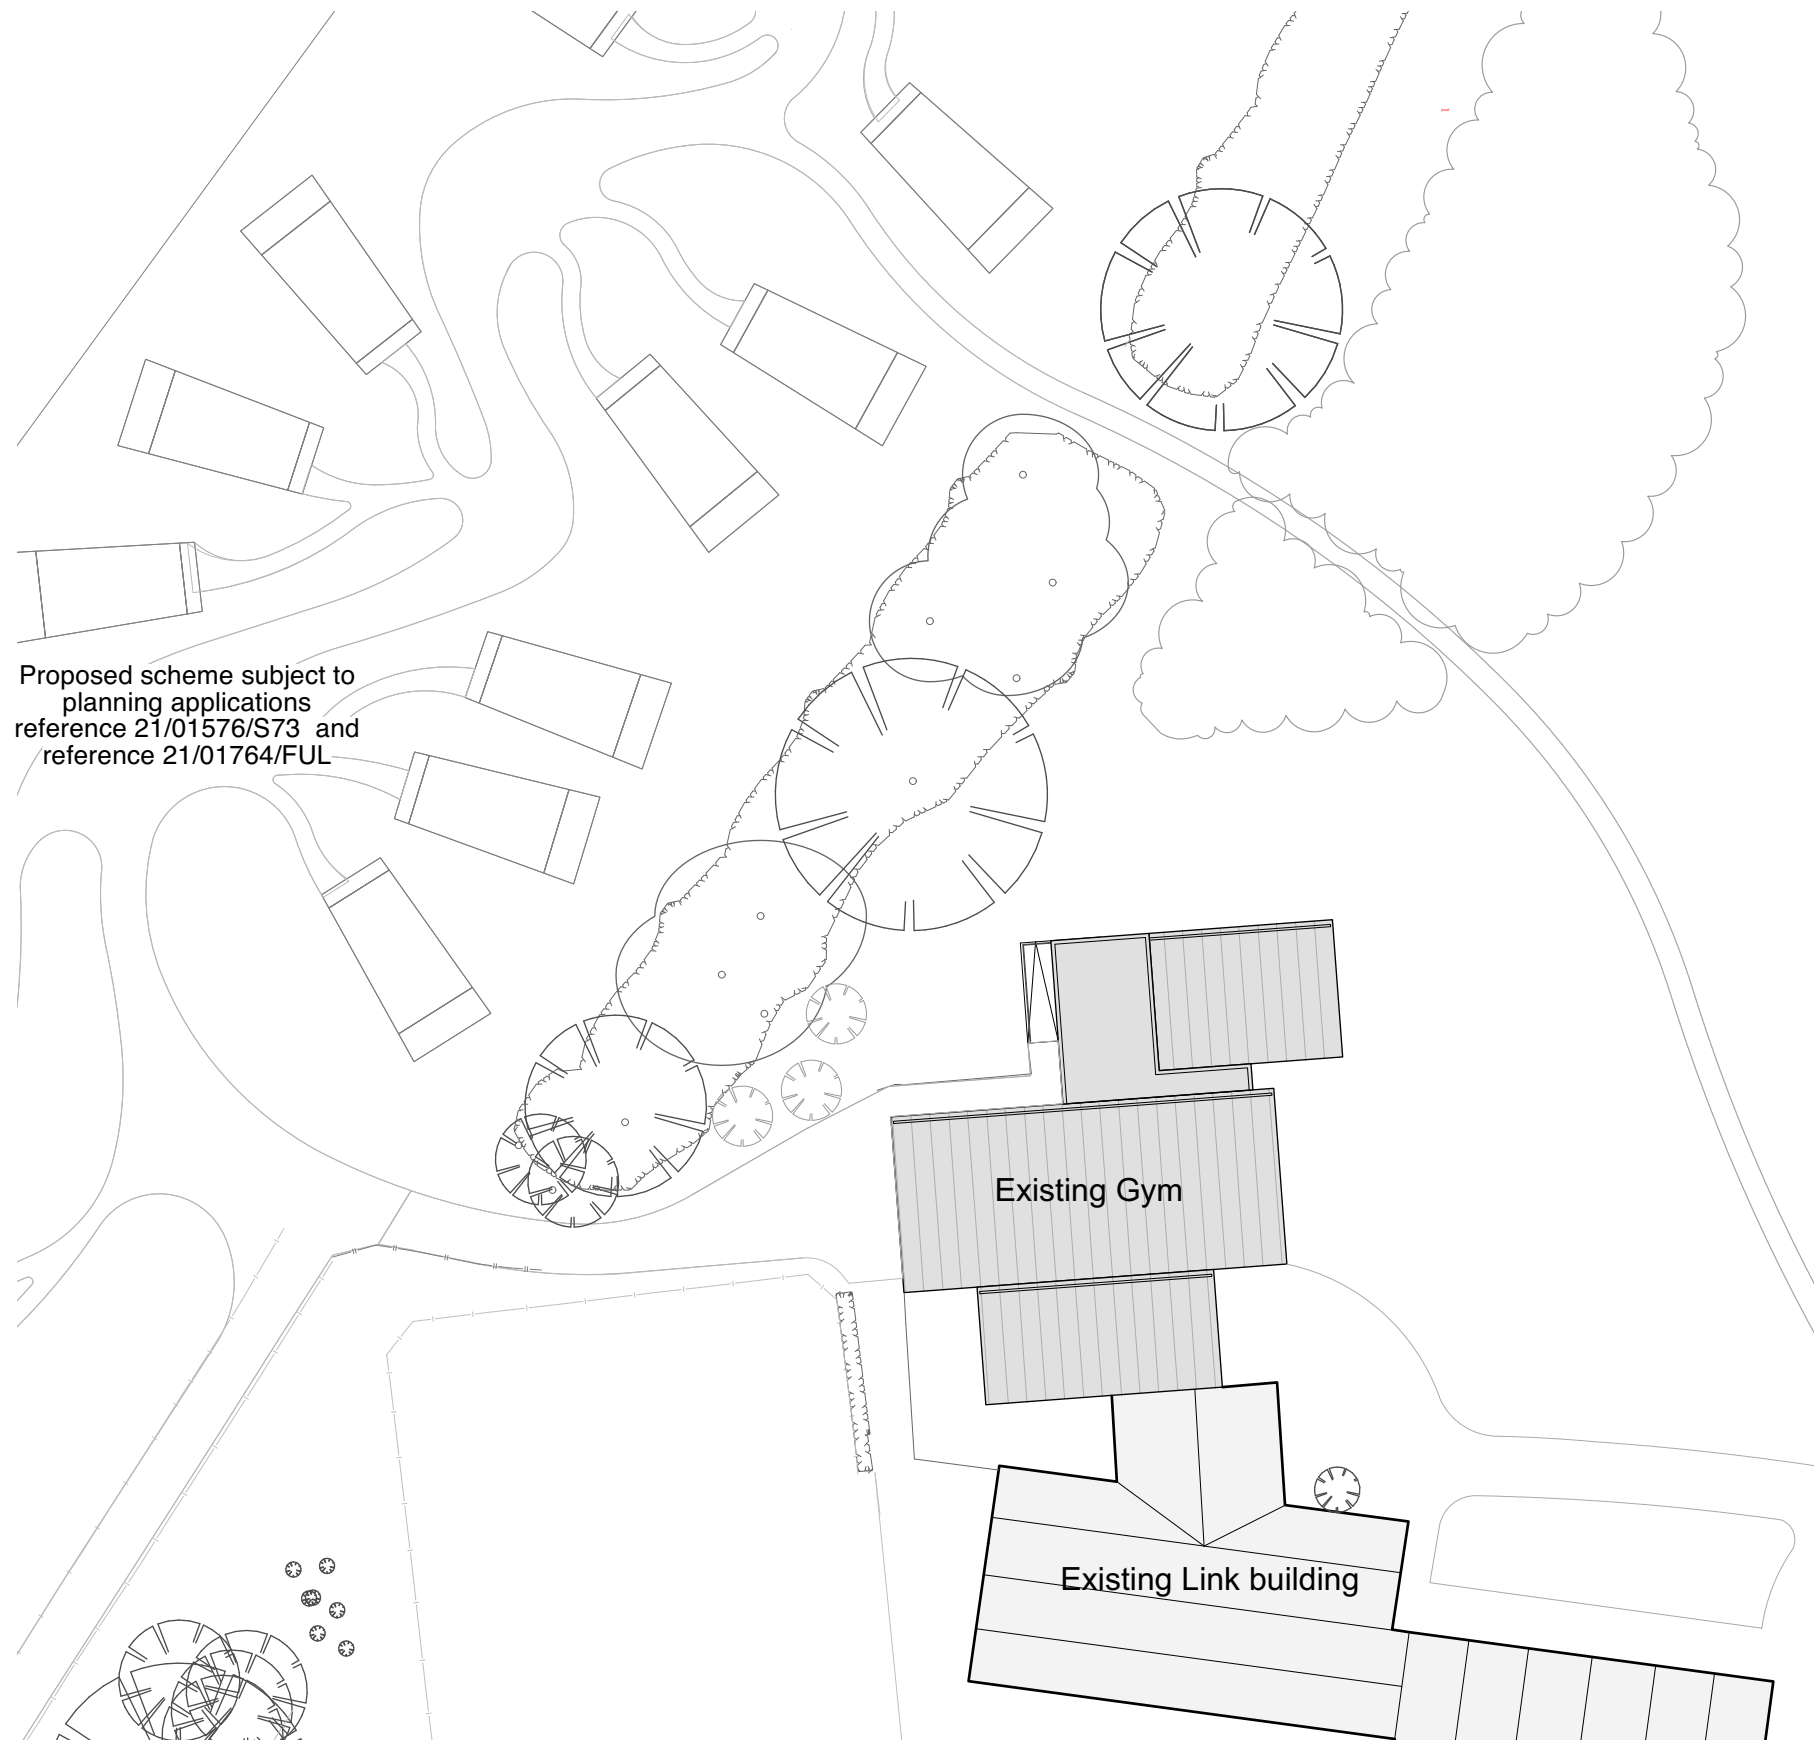 Proposed scheme subject to
planning applications
reference 21/01576/S73 and
reference 21/01764/FUL
Existing Gym
Existing Link building